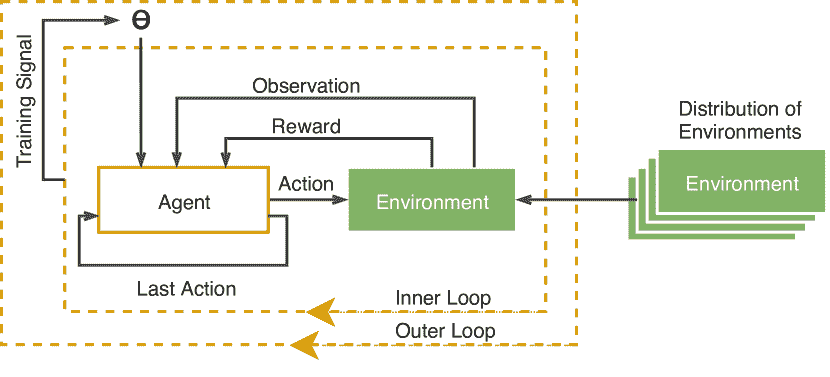 Θ
Training Signal
Observation
Reward
Agent
Action
Environment
Last Action
Inner Loop
Outer Loop
Distribution of
Environments
Environment